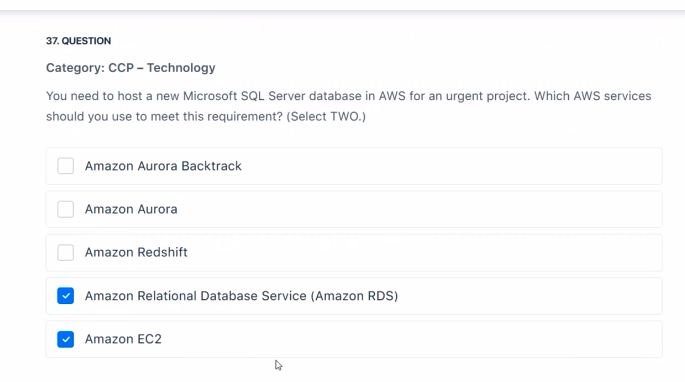 37. QUESTION
Category: CCP – Technology
You need to host a new Microsoft SQL Server database in AWS for an urgent project. Which AWS services
should you use to meet this requirement? (Select TWO.)
Amazon Aurora Backtrack
Amazon Aurora
Amazon Redshift
Amazon Relational Database Service (Amazon RDS)
Amazon EC2